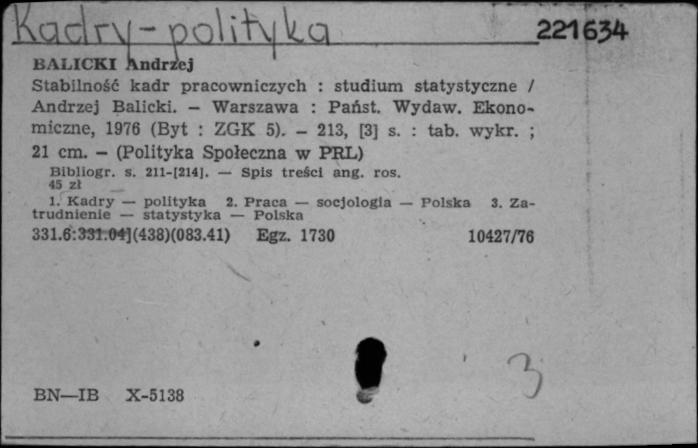 Kadry - polityka
221634
BALICKI Andrzej
Stabilność kadr pracowniczych : studium statystyczne /
Andrzej Balicki. — Warszawa : Państ. Wydaw. Ekono-
miczne, 1976 (Byt : ZGK 5). — 213, [3] s. : tab. wykr. ;
21 cm. — (Polityka Społeczna w PRL)
Bibliogr. s. 211-[214]. — Spis treści ang. ros.
45 zł
1. Kadry — polityka 2. Praca — socjologia — Polska 3. Za-
trudnienie — statystyka — Polska
331.6:331.04](438)(083.41) Egz. 1730 10427/76
3
BN—IB X-5138